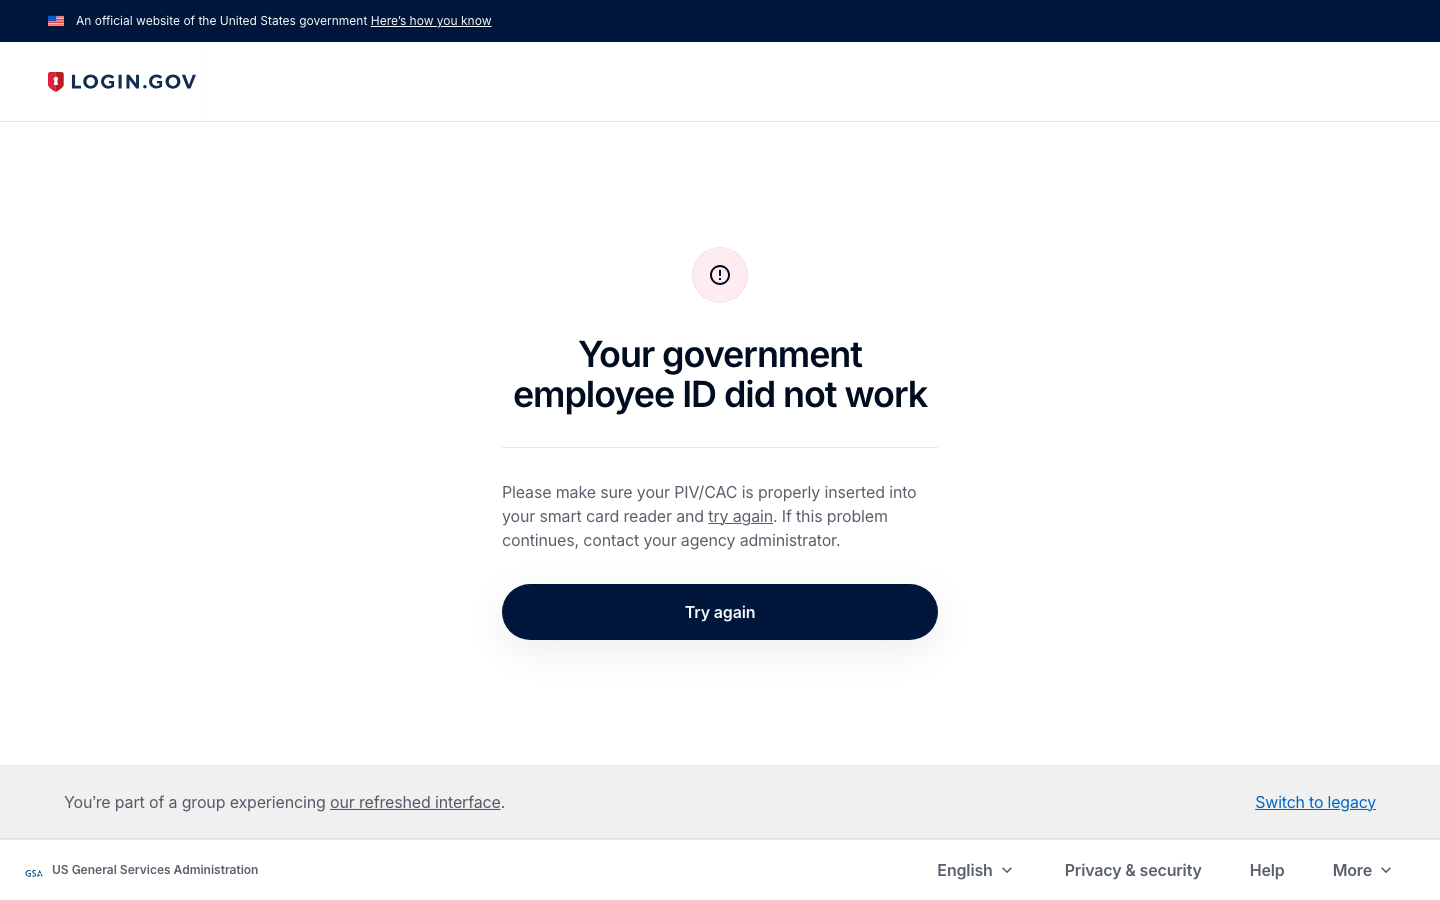 An official website of the United States government Here’s how you know
LOGIN.GOV
Your government
employee ID did not work
Please make sure your PIV/CAC is properly inserted into
your smart card reader and try again. If this problem
continues, contact your agency administrator.
Try again
You’re part of a group experiencing our refreshed interface.
Switch to legacy
GSA US General Services Administration
English
Privacy & security
Help
More